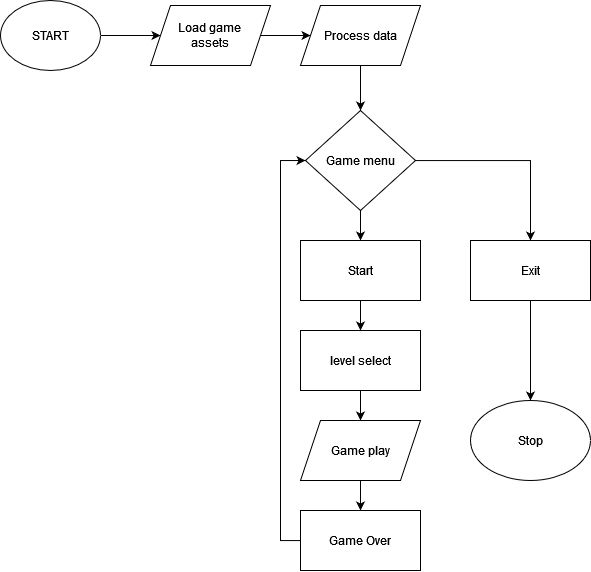 START
Load game
assets
Process data
Game menu
Start
Exit
level select
Game play
Stop
Game Over